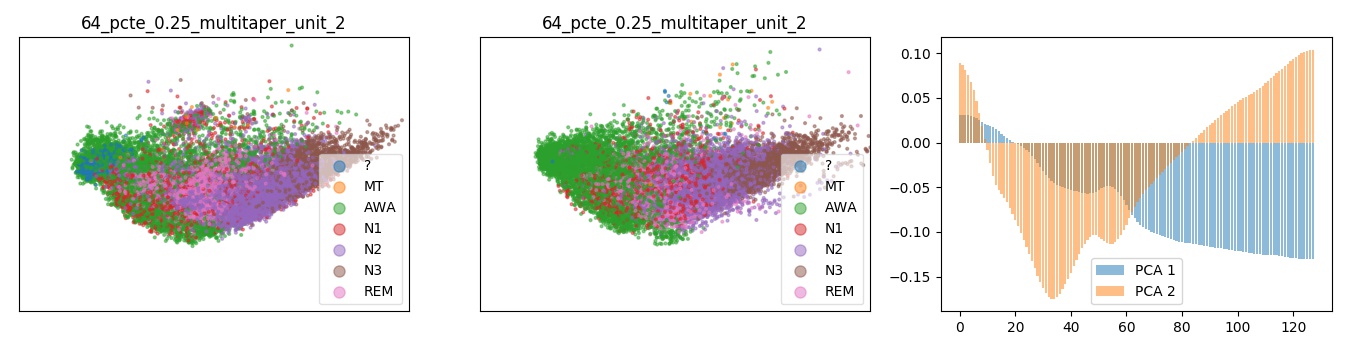 64_pcte_0.25_multitaper_unit_2
?
MT
AWA
N1
N2
N3
REM
64_pcte_0.25_multitaper_unit_2
?
MT
AWA
N1
N2
N3
REM
0.10
0.05
0.00
−0.05
−0.10
−0.15
PCA 1
PCA 2
0 20 40 60 80 100 120